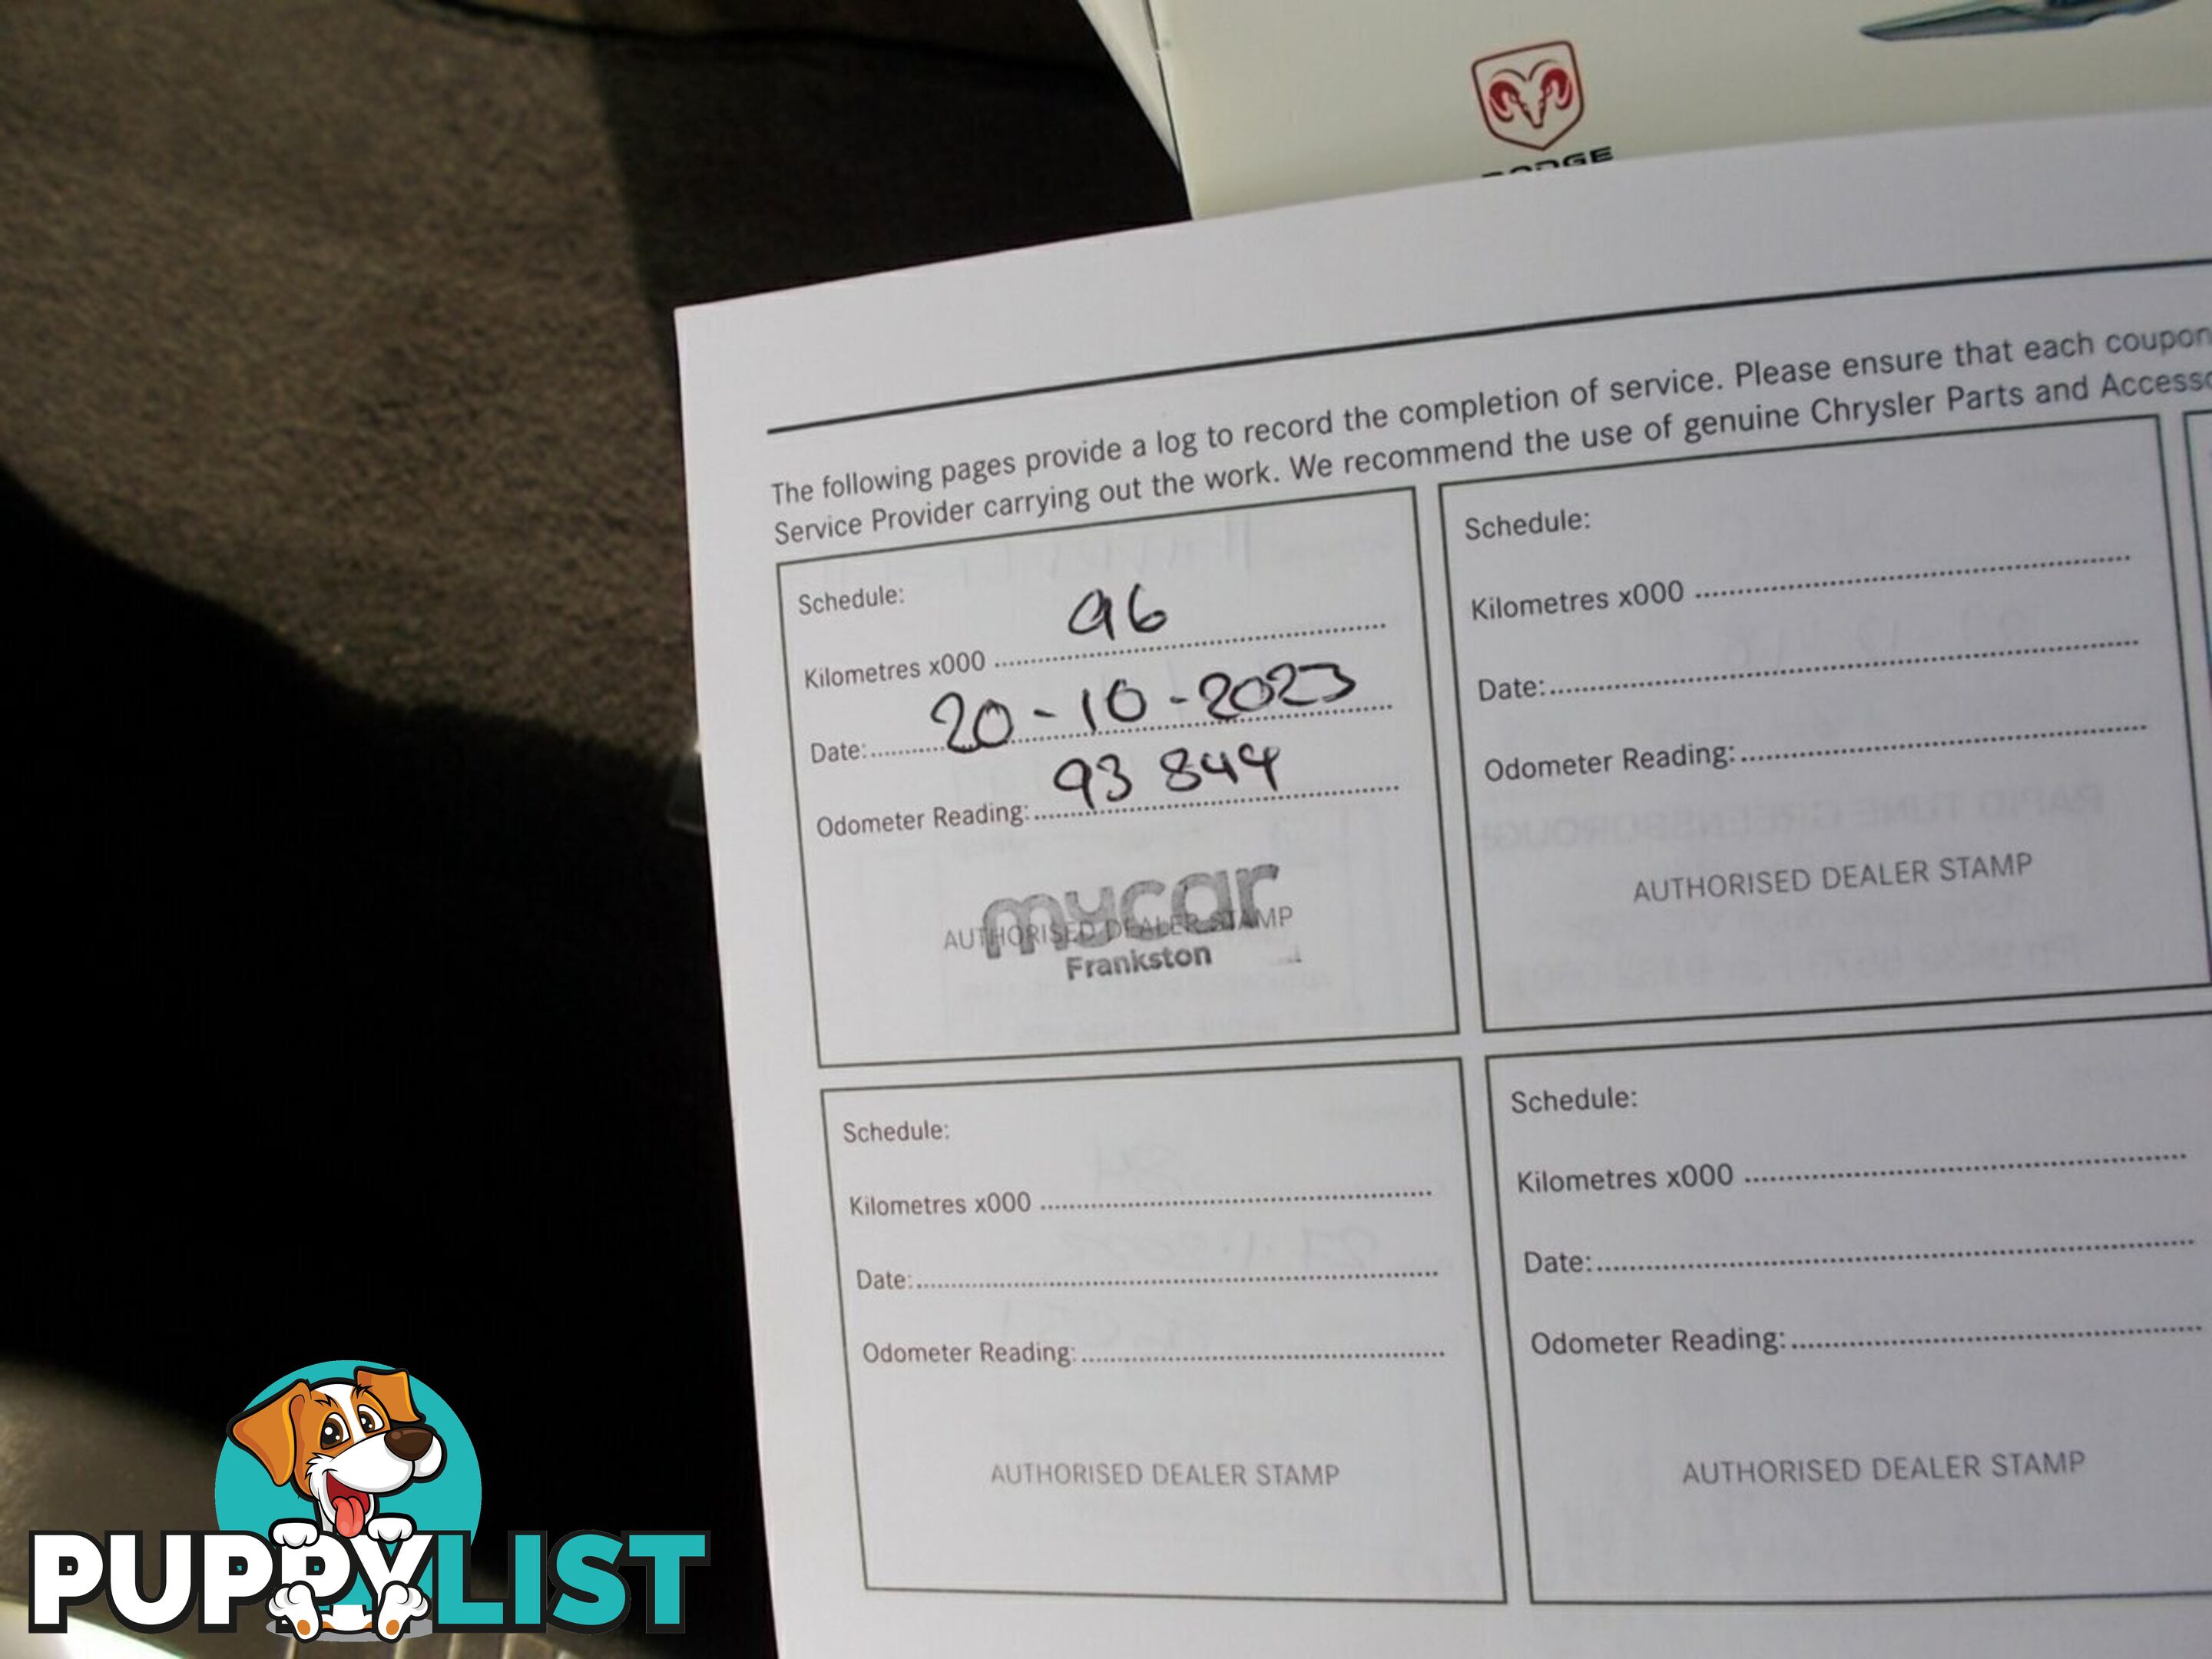 DODGE
The following pages provide a log to record the completion of service. Please ensure that each coupon
Service Provider carrying out the work. We recommend the use of genuine Chrysler Parts and Accesso
Schedule:
Kilometres x000 96
Date: 20-10-2023
Odometer Reading: 93 844
mycar
AUTHORISED DEALER STAMP
Frankston
Schedule:
Kilometres x000
Date:
Odometer Reading:
AUTHORISED DEALER STAMP
Schedule:
Kilometres x000
Date:
Odometer Reading:
AUTHORISED DEALER STAMP
Schedule:
Kilometres x000
Date:
Odometer Reading:
AUTHORISED DEALER STAMP
PUPPYLIST